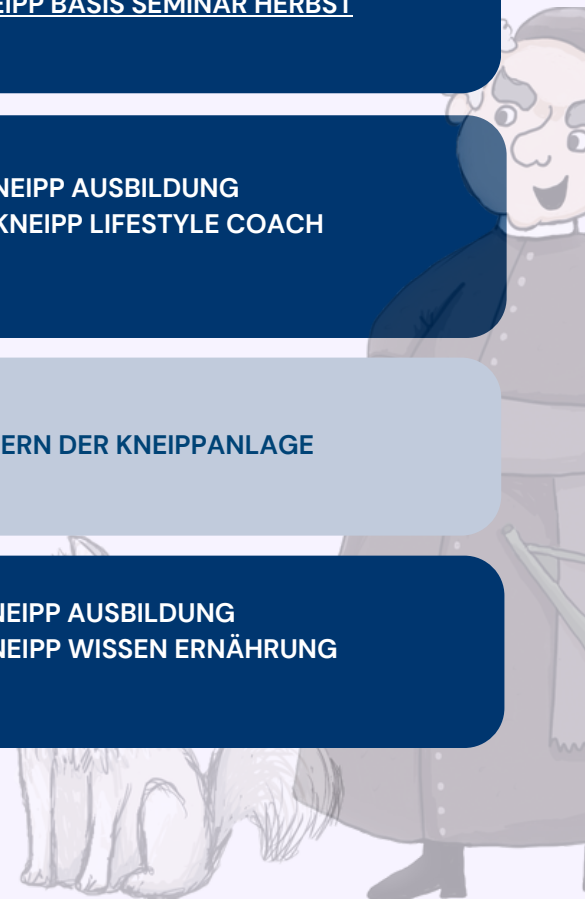 EIPP BASIS SEMINAR HERBST
NEIPP AUSBILDUNG
KNEIPP LIFESTYLE COACH
ERN DER KNEIPPANLAGE
NEIPP AUSBILDUNG
NEIPP WISSEN ERNÄHRUNG